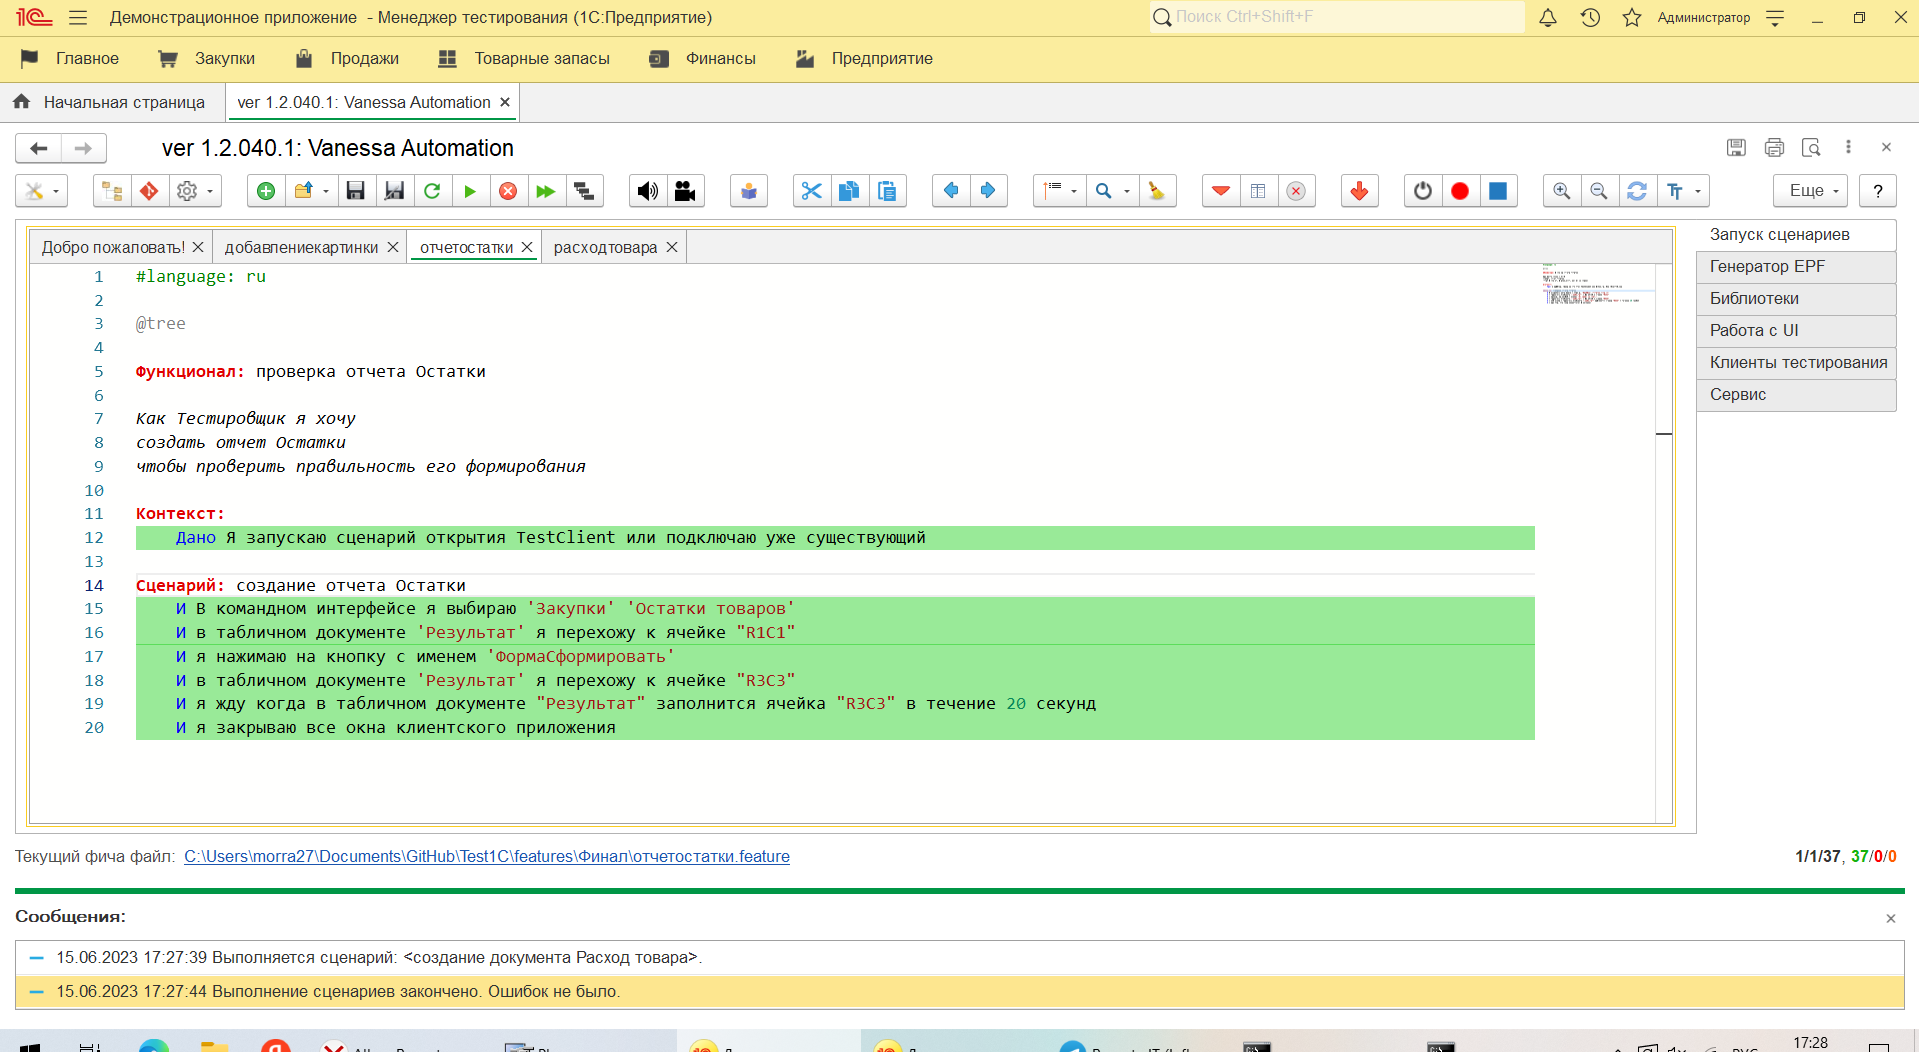 Демонстрационное приложение - Менеджер тестирования (1С:Предприятие)
Поиск Ctrl+Shift+F
Администратор
Главное
Закупки
Продажи
Товарные запасы
Финансы
Предприятие
Начальная страница
ver 1.2.040.1: Vanessa Automation
ver 1.2.040.1: Vanessa Automation
Еще
?
Добро пожаловать!
добавлениекартинки
отчетостатки
расходтовара
1 #language: ru
2
3 @tree
4
5 Функционал: проверка отчета Остатки
6
7 Как Тестировщик я хочу
8 создать отчет Остатки
9 чтобы проверить правильность его формирования
10
11 Контекст:
12 Дано Я запускаю сценарий открытия TestClient или подключаю уже существующий
13
14 Сценарий: создание отчета Остатки
15 И В командном интерфейсе я выбираю 'Закупки' 'Остатки товаров'
16 И в табличном документе 'Результат' я перехожу к ячейке "R1C1"
17 И я нажимаю на кнопку с именем 'ФормаСформировать'
18 И в табличном документе 'Результат' я перехожу к ячейке "R3C3"
19 И я жду когда в табличном документе "Результат" заполнится ячейка "R3C3" в течение 20 секунд
20 И я закрываю все окна клиентского приложения
Запуск сценариев
Генератор EPF
Библиотеки
Работа с UI
Клиенты тестирования
Сервис
Текущий фича файл: C:\Users\morra27\Documents\GitHub\Test1C\features\Финал\отчетостатки.feature
1/1/37, 37/0/0
Сообщения:
15.06.2023 17:27:39 Выполняется сценарий: <создание документа Расход товара>.
15.06.2023 17:27:44 Выполнение сценариев закончено. Ошибок не было.
17:28